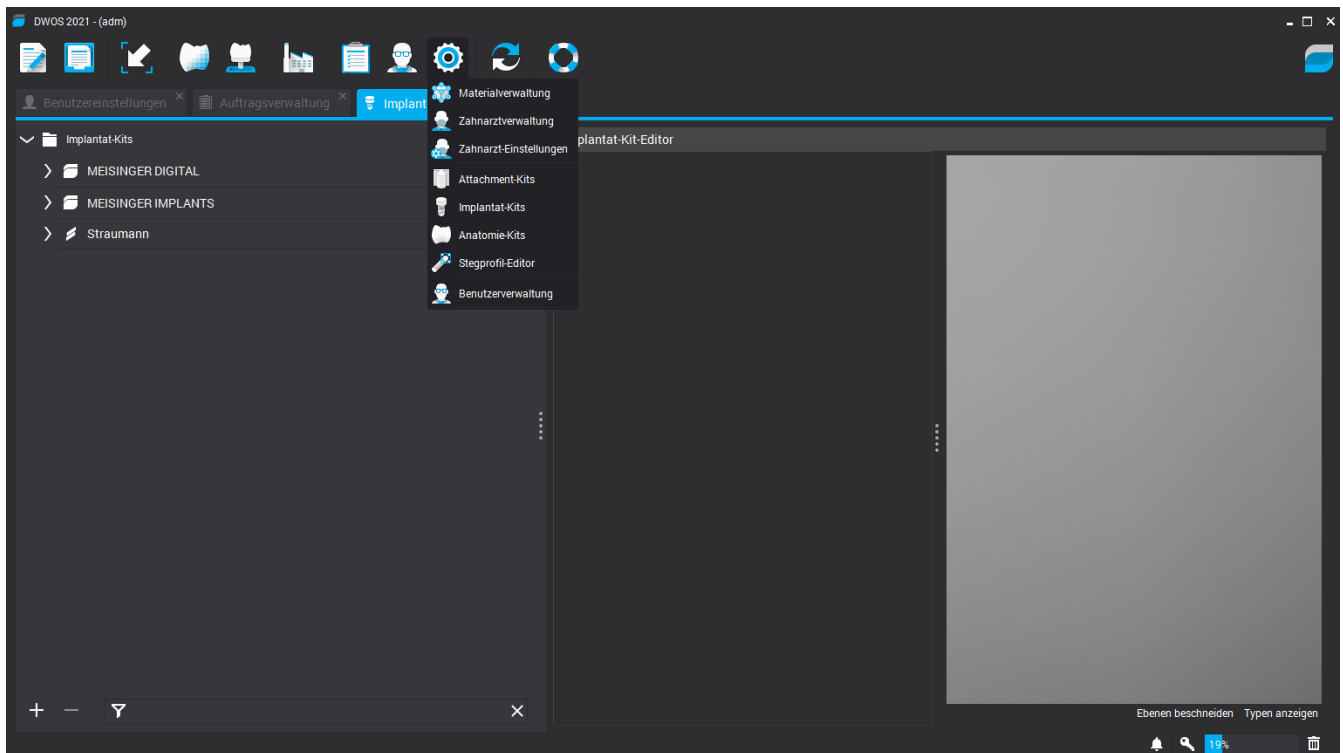 DWOS 2021 - (adm)
Benutzereinstellungen
Auftragsverwaltung
Implant
Materialverwaltung
Zahnarztverwaltung
Zahnarzt-Einstellungen
Attachment-Kits
Implantat-Kits
Anatomie-Kits
Stegprofil-Editor
Benutzerverwaltung
Implantat-Kits
MEISINGER DIGITAL
MEISINGER IMPLANTS
Straumann
plantat-Kit-Editor
Ebenen beschneiden Typen anzeigen
19%